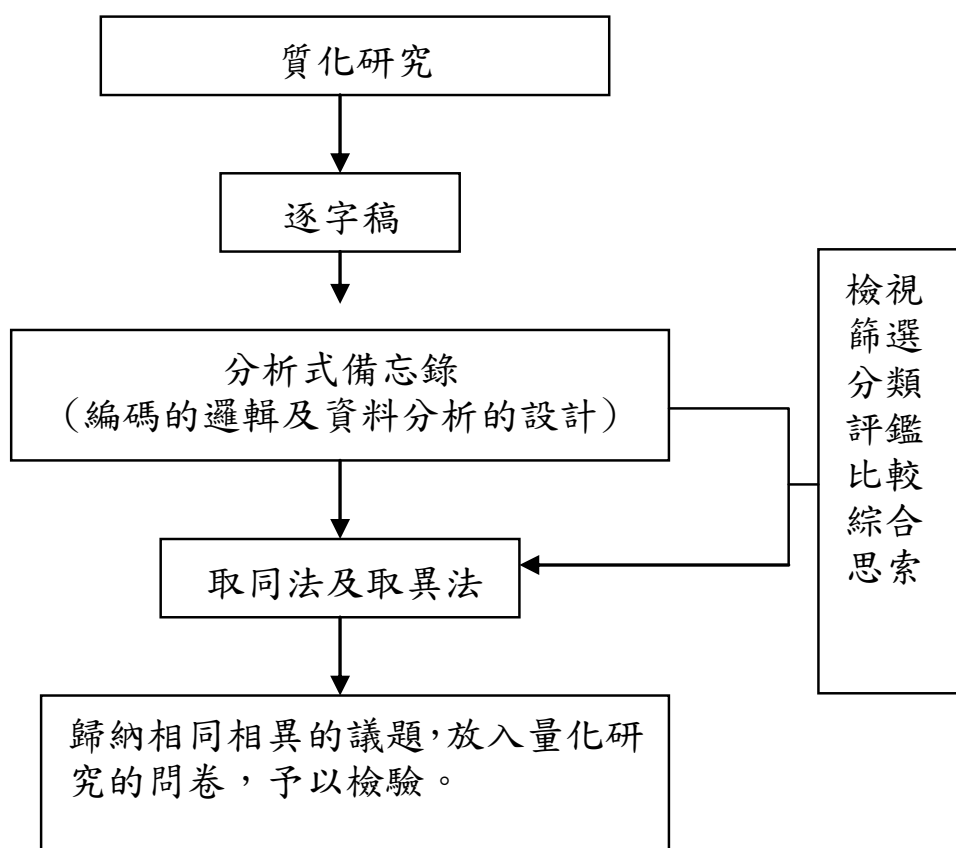 質化研究
逐字稿
分析式備忘錄
（編碼的邏輯及資料分析的設計）
檢視
篩選
分類
評鑑
比較
綜合
思索
取同法及取異法
歸納相同相異的議題，放入量化研
究的問卷，予以檢驗。